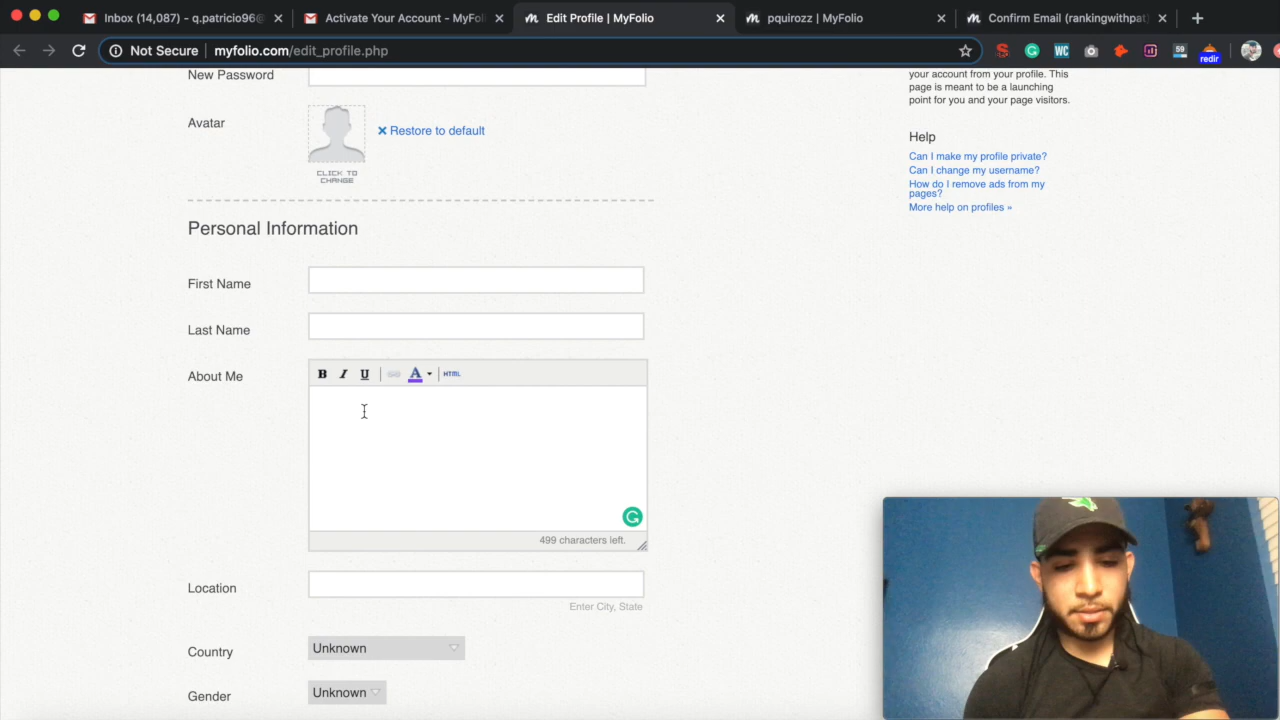 Inbox (14,087) - q.patricio96@
Activate Your Account - MyFol
Edit Profile | MyFolio
pquirozz | MyFolio
Confirm Email (rankingwithpat
Not Secure
myfolio.com/edit_profile.php
WC
59
redir
New Password
your account from your profile. This
page is meant to be a launching
point for you and your page visitors.
Avatar
Restore to default
CLICK TO
CHANGE
Help
Can I make my profile private?
Can I change my username?
How do I remove ads from my
pages?
More help on profiles »
Personal Information
First Name
Last Name
About Me
B I U A HTML
499 characters left.
Location
Enter City, State
Country
Unknown
Gender
Unknown